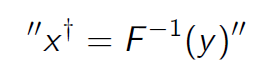 "x† = F⁻¹(y)"